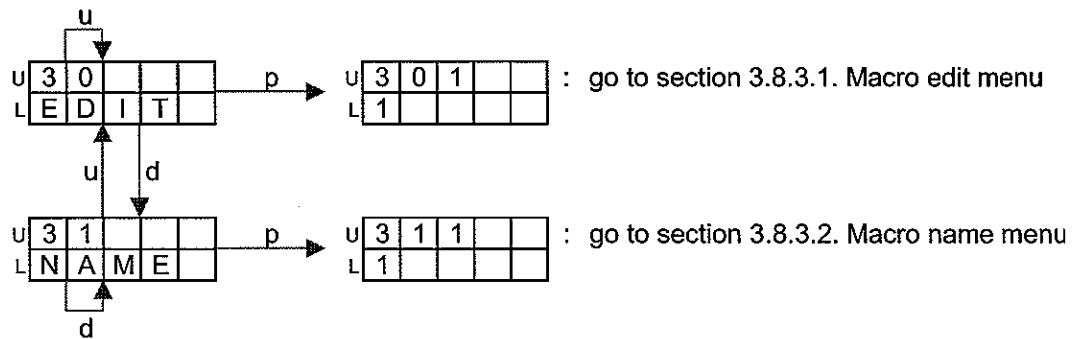 u
U 3 0 p U 3 0 1 : go to section 3.8.3.1. Macro edit menu
L E D I T L 1
u d
U 3 1 p U 3 1 1 : go to section 3.8.3.2. Macro name menu
L N A M E L 1
d